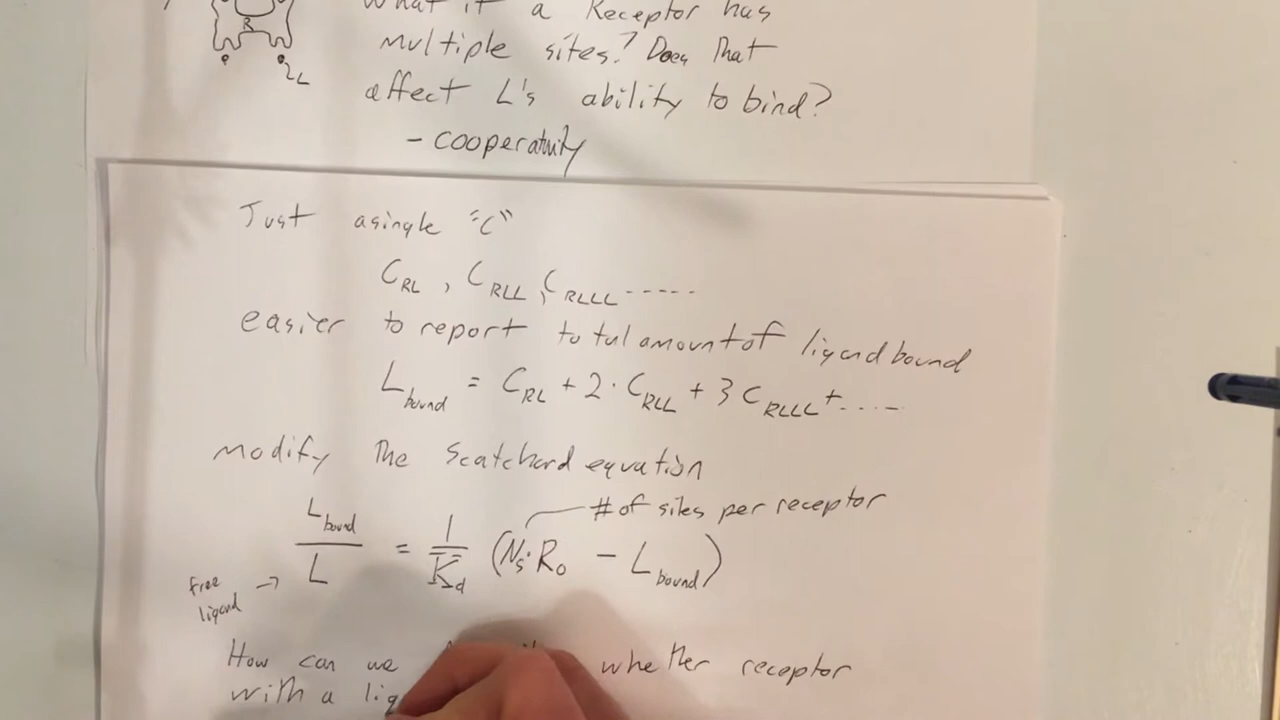 What if a Receptor has
R
multiple sites? Does that
2L
affect L's ability to bind?
- cooperativity
Just a single "C"
C_RL , C_RLL , C_RLLL -----
easier to report total amount of ligand bound
L_bound = C_RL + 2 · C_RLL + 3 C_RLLL + ----
modify the Scatchard equation
# of sites per receptor
L_bound / L = 1 / K_d (N_s · R_0 - L_bound)
free ligand →
How can we whether receptor
with a